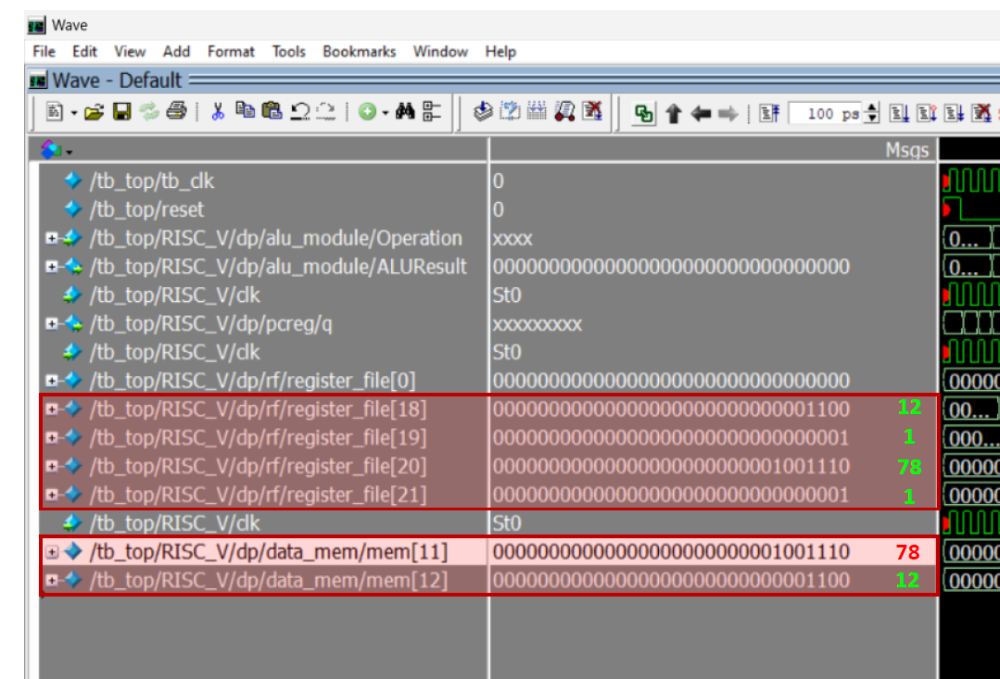 Wave
File Edit View Add Format Tools Bookmarks Window Help
Wave - Default
100 ps
Msgs
/tb_top/tb_clk 0
/tb_top/reset 0
/tb_top/RISC_V/dp/alu_module/Operation xxxx 0...
/tb_top/RISC_V/dp/alu_module/ALUResult 00000000000000000000000000000000 0...
/tb_top/RISC_V/clk St0
/tb_top/RISC_V/dp/pcreg/q xxxxxxxxx
/tb_top/RISC_V/clk St0
/tb_top/RISC_V/dp/rf/register_file[0] 00000000000000000000000000000000 00000
/tb_top/RISC_V/dp/rf/register_file[18] 00000000000000000000000000001100 12 00...
/tb_top/RISC_V/dp/rf/register_file[19] 00000000000000000000000000000001 1 000...
/tb_top/RISC_V/dp/rf/register_file[20] 00000000000000000000000001001110 78 00000
/tb_top/RISC_V/dp/rf/register_file[21] 00000000000000000000000000000001 1 00000
/tb_top/RISC_V/clk St0
/tb_top/RISC_V/dp/data_mem/mem[11] 00000000000000000000000001001110 78 00000
/tb_top/RISC_V/dp/data_mem/mem[12] 00000000000000000000000000001100 12 00000